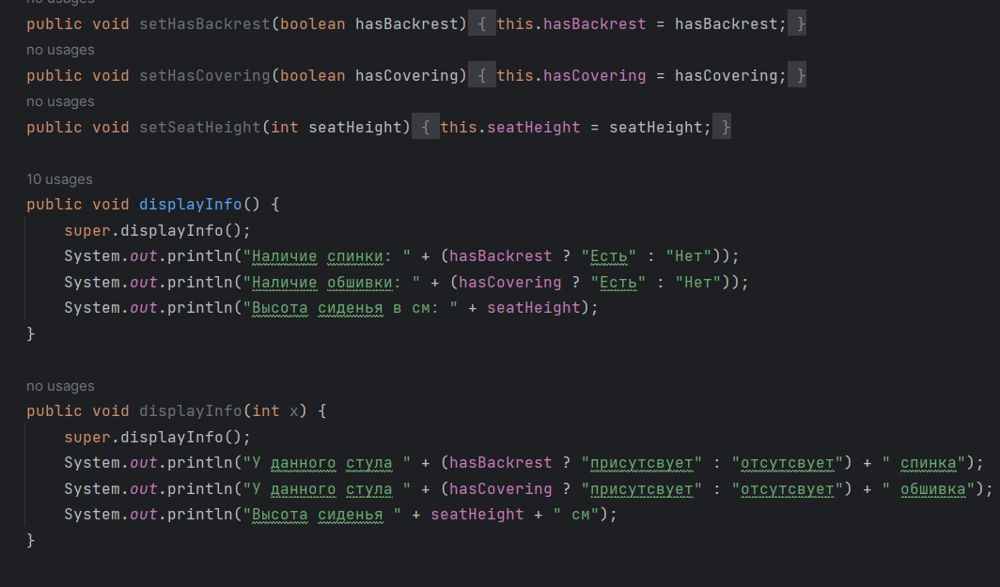 no usages
public void setHasBackrest(boolean hasBackrest) { this.hasBackrest = hasBackrest; }
no usages
public void setHasCovering(boolean hasCovering) { this.hasCovering = hasCovering; }
no usages
public void setSeatHeight(int seatHeight) { this.seatHeight = seatHeight; }
10 usages
public void displayInfo() {
super.displayInfo();
System.out.println("Наличие спинки: " + (hasBackrest ? "Есть" : "Нет"));
System.out.println("Наличие обшивки: " + (hasCovering ? "Есть" : "Нет"));
System.out.println("Высота сиденья в см: " + seatHeight);
}
no usages
public void displayInfo(int x) {
super.displayInfo();
System.out.println("У данного стула " + (hasBackrest ? "присутсвует" : "отсутсвует") + " спинка");
System.out.println("У данного стула " + (hasCovering ? "присутсвует" : "отсутсвует") + " обшивка");
System.out.println("Высота сиденья " + seatHeight + " см");
}